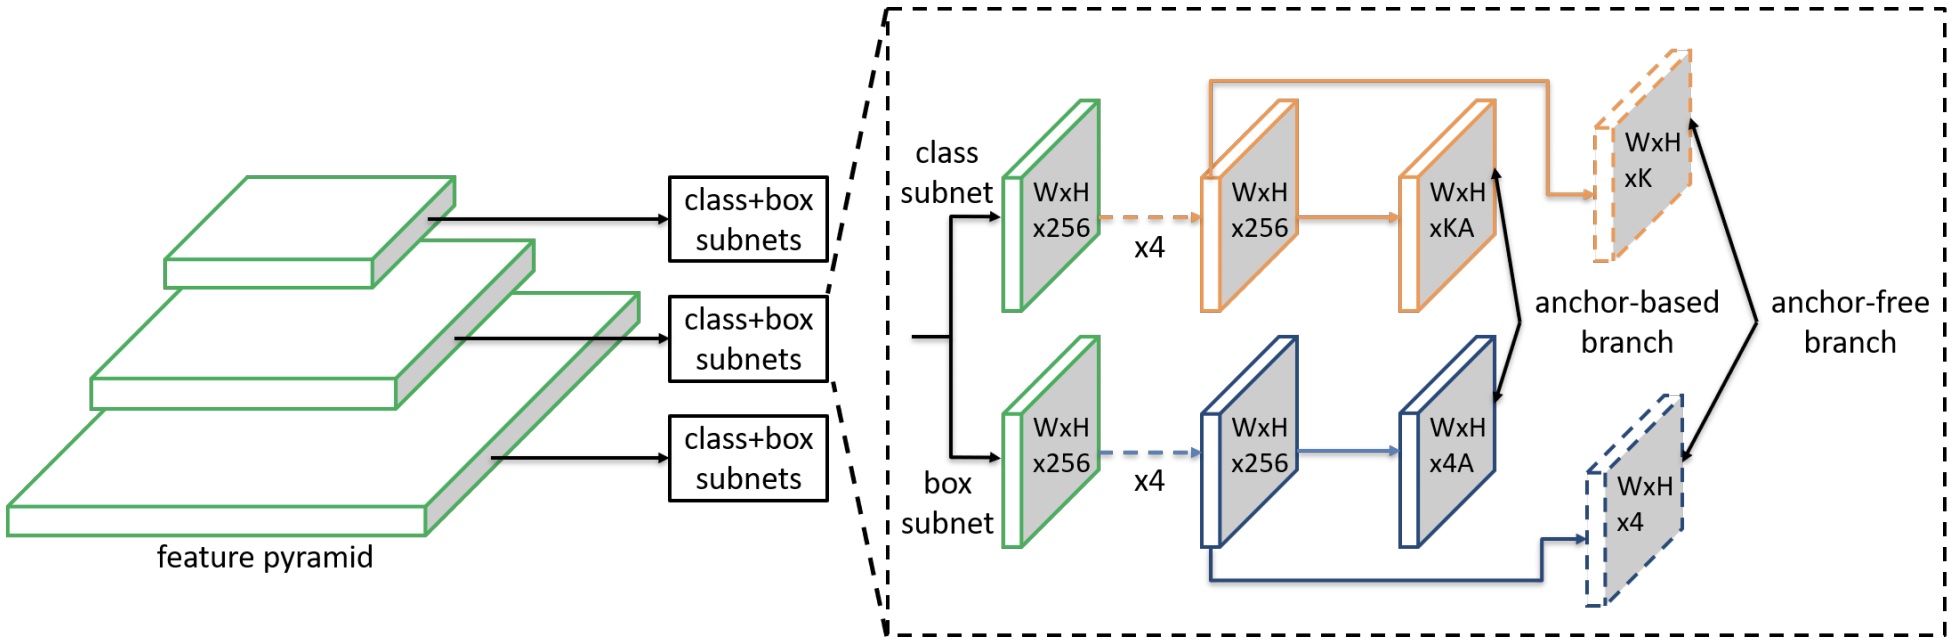 class+box
subnets
class+box
subnets
class+box
subnets
feature pyramid
class
subnet
WxH
x256
x4
WxH
x256
WxH
xKA
WxH
xK
anchor-based
branch
anchor-free
branch
box
subnet
WxH
x256
x4
WxH
x256
WxH
x4A
WxH
x4